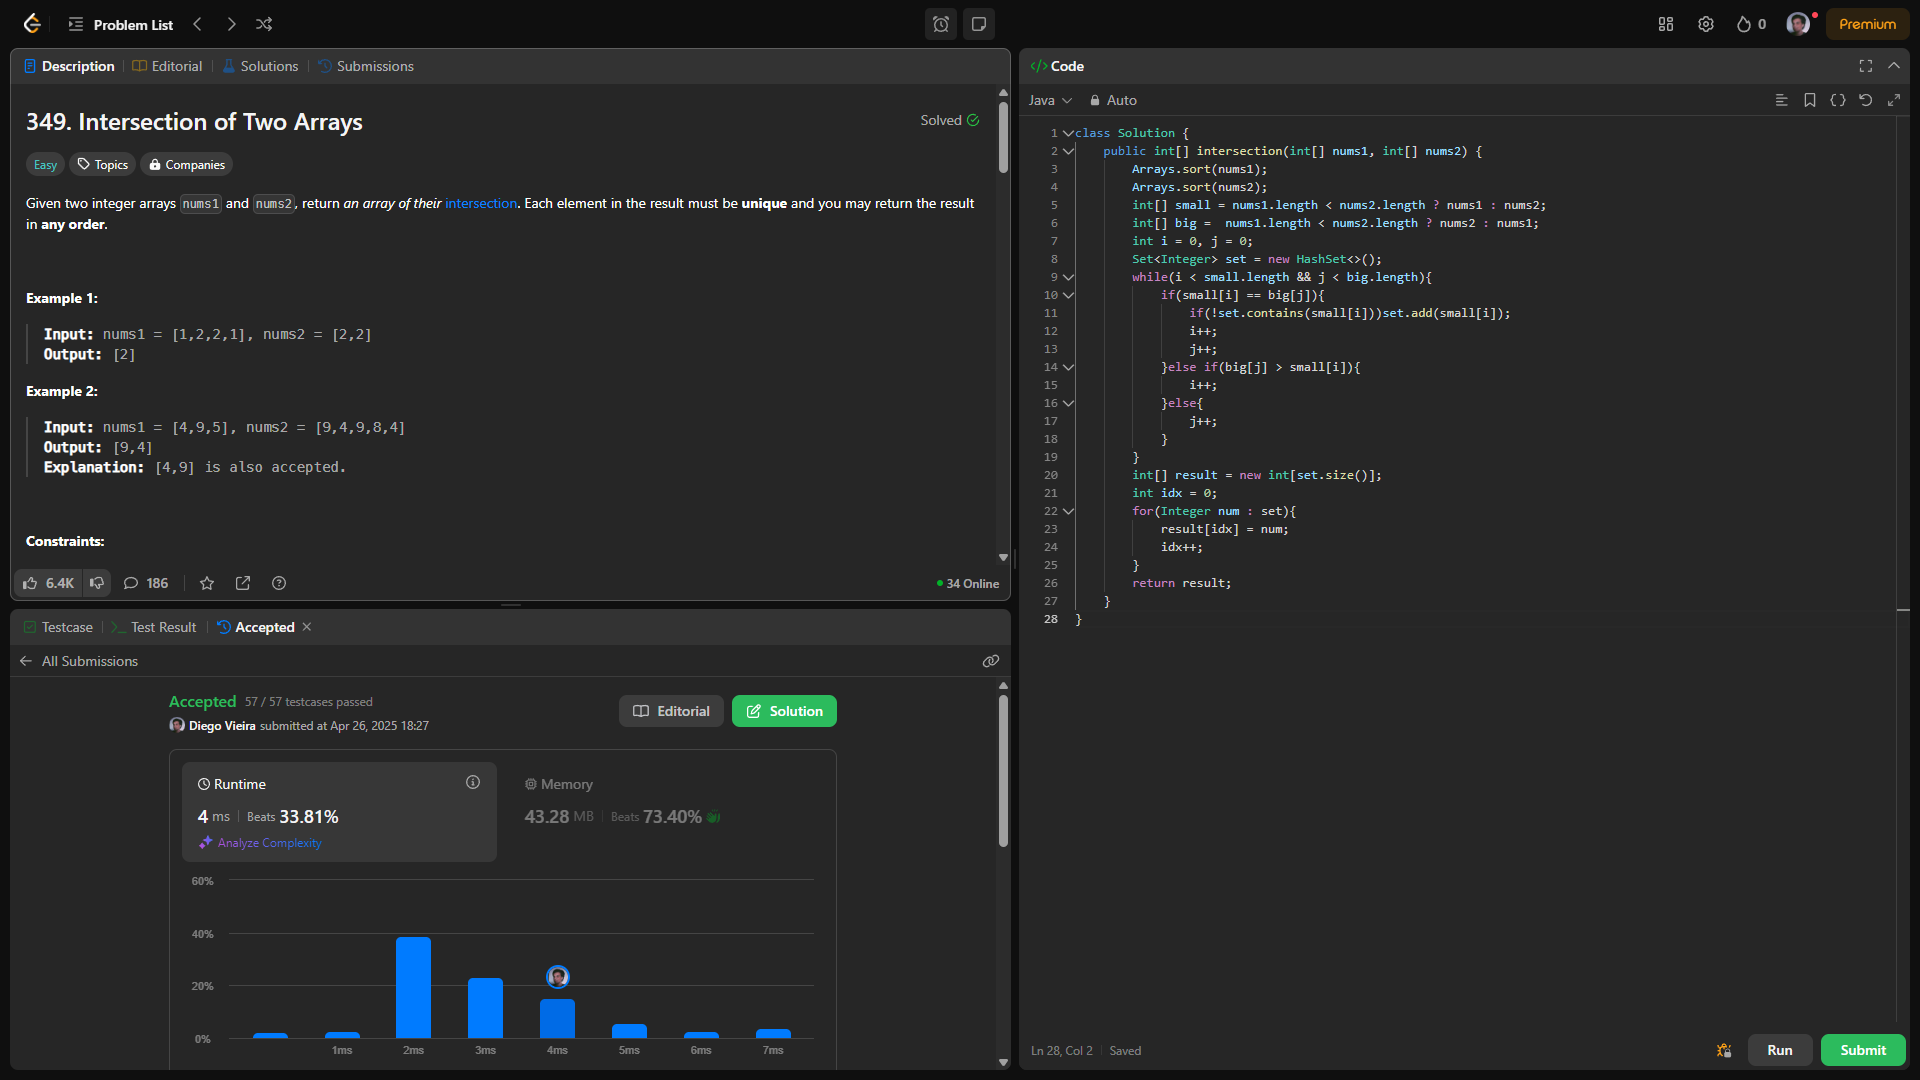 Problem List
0
Premium
Description
Editorial
Solutions
Submissions
349. Intersection of Two Arrays
Solved
Easy
Topics
Companies
Given two integer arrays nums1 and nums2, return an array of their intersection. Each element in the result must be unique and you may return the result
in any order.
Example 1:
Input: nums1 = [1,2,2,1], nums2 = [2,2]
Output: [2]
Example 2:
Input: nums1 = [4,9,5], nums2 = [9,4,9,8,4]
Output: [9,4]
Explanation: [4,9] is also accepted.
Constraints:
6.4K
186
34 Online
Testcase
Test Result
Accepted
All Submissions
Accepted 57 / 57 testcases passed
Diego Vieira submitted at Apr 26, 2025 18:27
Editorial
Solution
Runtime
4 ms
Beats 33.81%
Analyze Complexity
Memory
43.28 MB
Beats 73.40%
60%
40%
20%
0%
1ms
2ms
3ms
4ms
5ms
6ms
7ms
</> Code
Java
Auto
1 class Solution {
2 public int[] intersection(int[] nums1, int[] nums2) {
3 Arrays.sort(nums1);
4 Arrays.sort(nums2);
5 int[] small = nums1.length < nums2.length ? nums1 : nums2;
6 int[] big =  nums1.length < nums2.length ? nums2 : nums1;
7 int i = 0, j = 0;
8 Set<Integer> set = new HashSet<>();
9 while(i < small.length && j < big.length){
10 if(small[i] == big[j]){
11 if(!set.contains(small[i]))set.add(small[i]);
12 i++;
13 j++;
14 }else if(big[j] > small[i]){
15 i++;
16 }else{
17 j++;
18 }
19 }
20 int[] result = new int[set.size()];
21 int idx = 0;
22 for(Integer num : set){
23 result[idx] = num;
24 idx++;
25 }
26 return result;
27 }
28 }
Ln 28, Col 2
Saved
Run
Submit